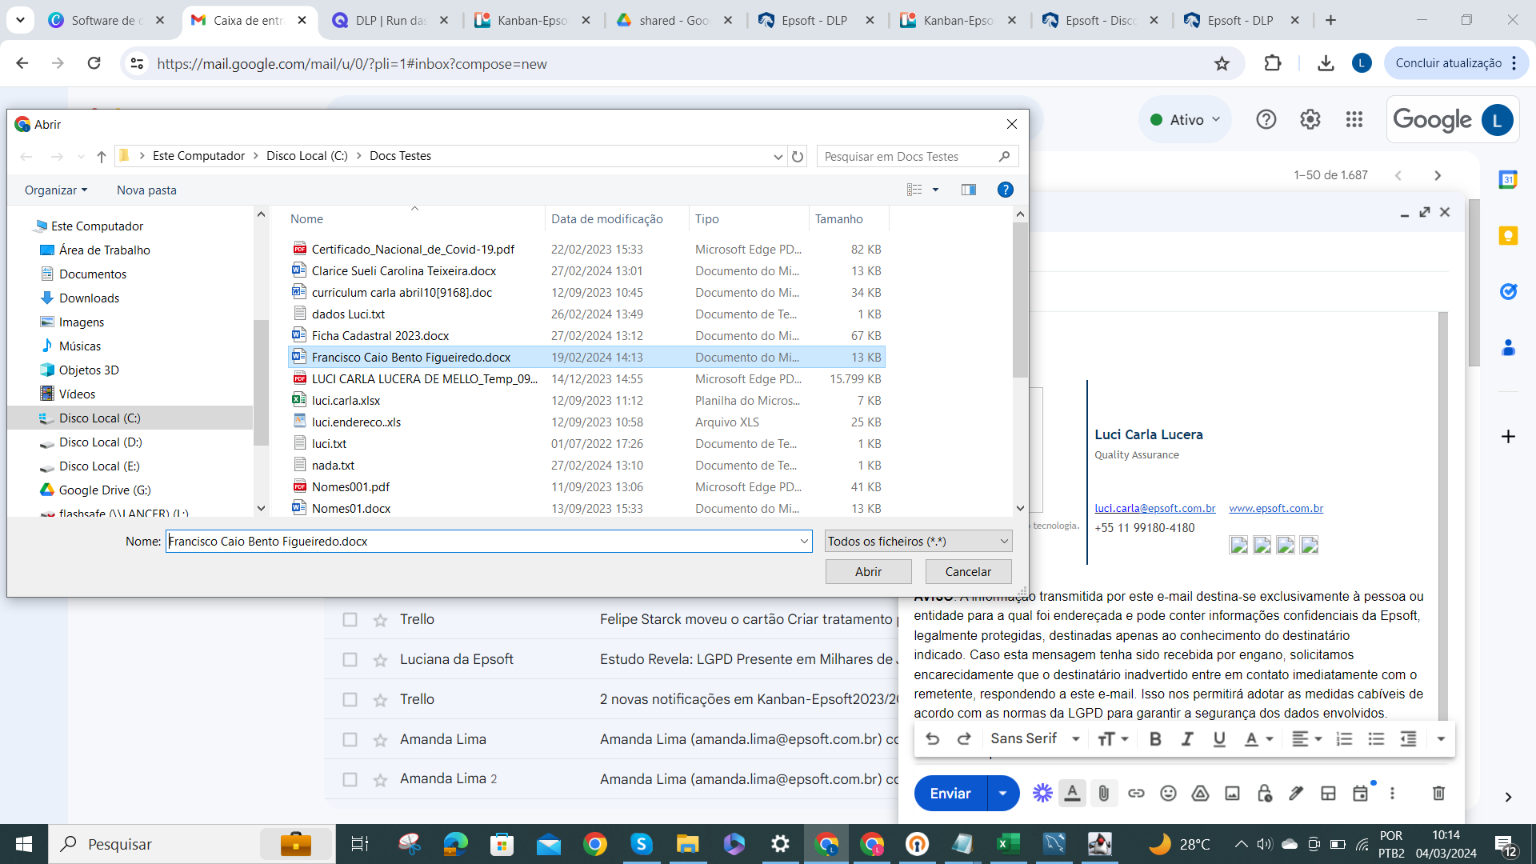 Software de c
Caixa de entr
DLP | Run das
Kanban-Epso
shared - Goo
Epsoft - DLP
Kanban-Epso
Epsoft - Disc
Epsoft - DLP
https://mail.google.com/mail/u/0/?pli=1#inbox?compose=new
L
Concluir atualização
Abrir
Ativo
Google
L
Este Computador > Disco Local (C:) > Docs Testes
Pesquisar em Docs Testes
1–50 de 1.687
Organizar
Nova pasta
Nome
Data de modificação
Tipo
Tamanho
Este Computador
Área de Trabalho
Documentos
Downloads
Imagens
Músicas
Objetos 3D
Vídeos
Disco Local (C:)
Disco Local (D:)
Disco Local (E:)
Google Drive (G:)
flashsafe (\\LANCER) (L:)
Certificado_Nacional_de_Covid-19.pdf 22/02/2023 15:33 Microsoft Edge PD... 82 KB
Clarice Sueli Carolina Teixeira.docx 27/02/2024 13:01 Documento do Mi... 13 KB
curriculum carla abril10[9168].doc 12/09/2023 10:45 Documento do Mi... 34 KB
dados Luci.txt 26/02/2024 13:49 Documento de Te... 1 KB
Ficha Cadastral 2023.docx 27/02/2024 13:12 Documento do Mi... 67 KB
Francisco Caio Bento Figueiredo.docx 19/02/2024 14:13 Documento do Mi... 13 KB
LUCI CARLA LUCERA DE MELLO_Temp_09... 14/12/2023 14:55 Microsoft Edge PD... 15.799 KB
luci.carla.xlsx 12/09/2023 11:12 Planilha do Micros... 7 KB
luci.endereco..xls 12/09/2023 10:58 Arquivo XLS 25 KB
luci.txt 01/07/2022 17:26 Documento de Te... 1 KB
nada.txt 27/02/2024 13:10 Documento de Te... 1 KB
Nomes001.pdf 11/09/2023 13:06 Microsoft Edge PD... 41 KB
Nomes01.docx 13/09/2023 15:33 Documento do Mi... 509 KB
Nome: Francisco Caio Bento Figueiredo.docx
Todos os ficheiros (*.*)
Abrir
Cancelar
Luci Carla Lucera
Quality Assurance
luci.carla@epsoft.com.br www.epsoft.com.br
tecnologia.
+55 11 99180-4180
AVISO: A informação transmitida por este e-mail destina-se exclusivamente à pessoa ou
entidade para a qual foi endereçada e pode conter informações confidenciais da Epsoft,
legalmente protegidas, destinadas apenas ao conhecimento do destinatário
indicado. Caso esta mensagem tenha sido recebida por engano, solicitamos
encarecidamente que o destinatário inadvertido entre em contato imediatamente com o
remetente, respondendo a este e-mail. Isso nos permitirá adotar as medidas cabíveis de
acordo com as normas da LGPD para garantir a segurança dos dados envolvidos.
Sans Serif
Enviar
Trello Felipe Starck moveu o cartão Criar tratamento
Luciana da Epsoft Estudo Revela: LGPD Presente em Milhares de
Trello 2 novas notificações em Kanban-Epsoft2023/20
Amanda Lima Amanda Lima (amanda.lima@epsoft.com.br) co
Amanda Lima 2 Amanda Lima (amanda.lima@epsoft.com.br) co
Pesquisar
28°C
POR
PTB2
10:14
04/03/2024
12